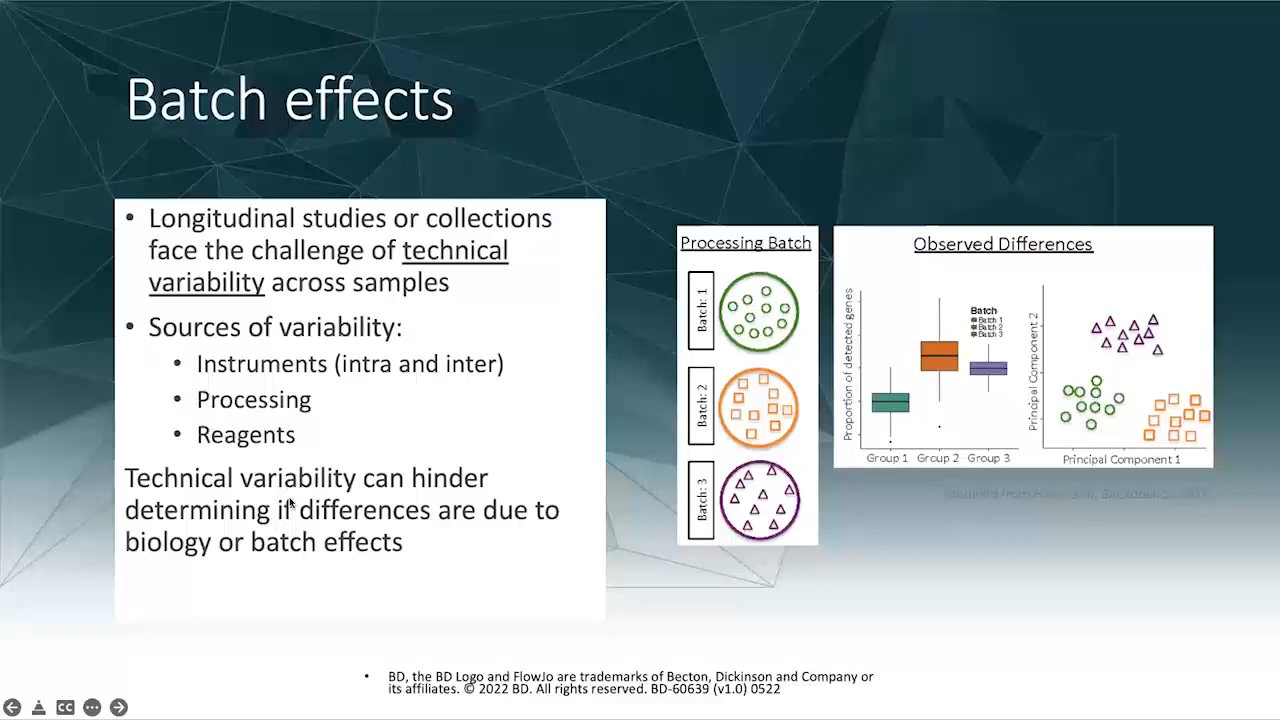 Batch effects
• Longitudinal studies or collections
face the challenge of technical
variability across samples
• Sources of variability:
• Instruments (intra and inter)
• Processing
• Reagents
Technical variability can hinder
determining if differences are due to
biology or batch effects
Processing Batch
Batch: 1
Batch: 2
Batch: 3
Observed Differences
Proportion of detected genes
Batch
Batch 1
Batch 2
Batch 3
Group 1 Group 2 Group 3
Principal Component 2
Principal Component 1
Modified from
• BD, the BD Logo and FlowJo are trademarks of Becton, Dickinson and Company or
its affiliates. © 2022 BD. All rights reserved. BD-60639 (v1.0) 0522
CC